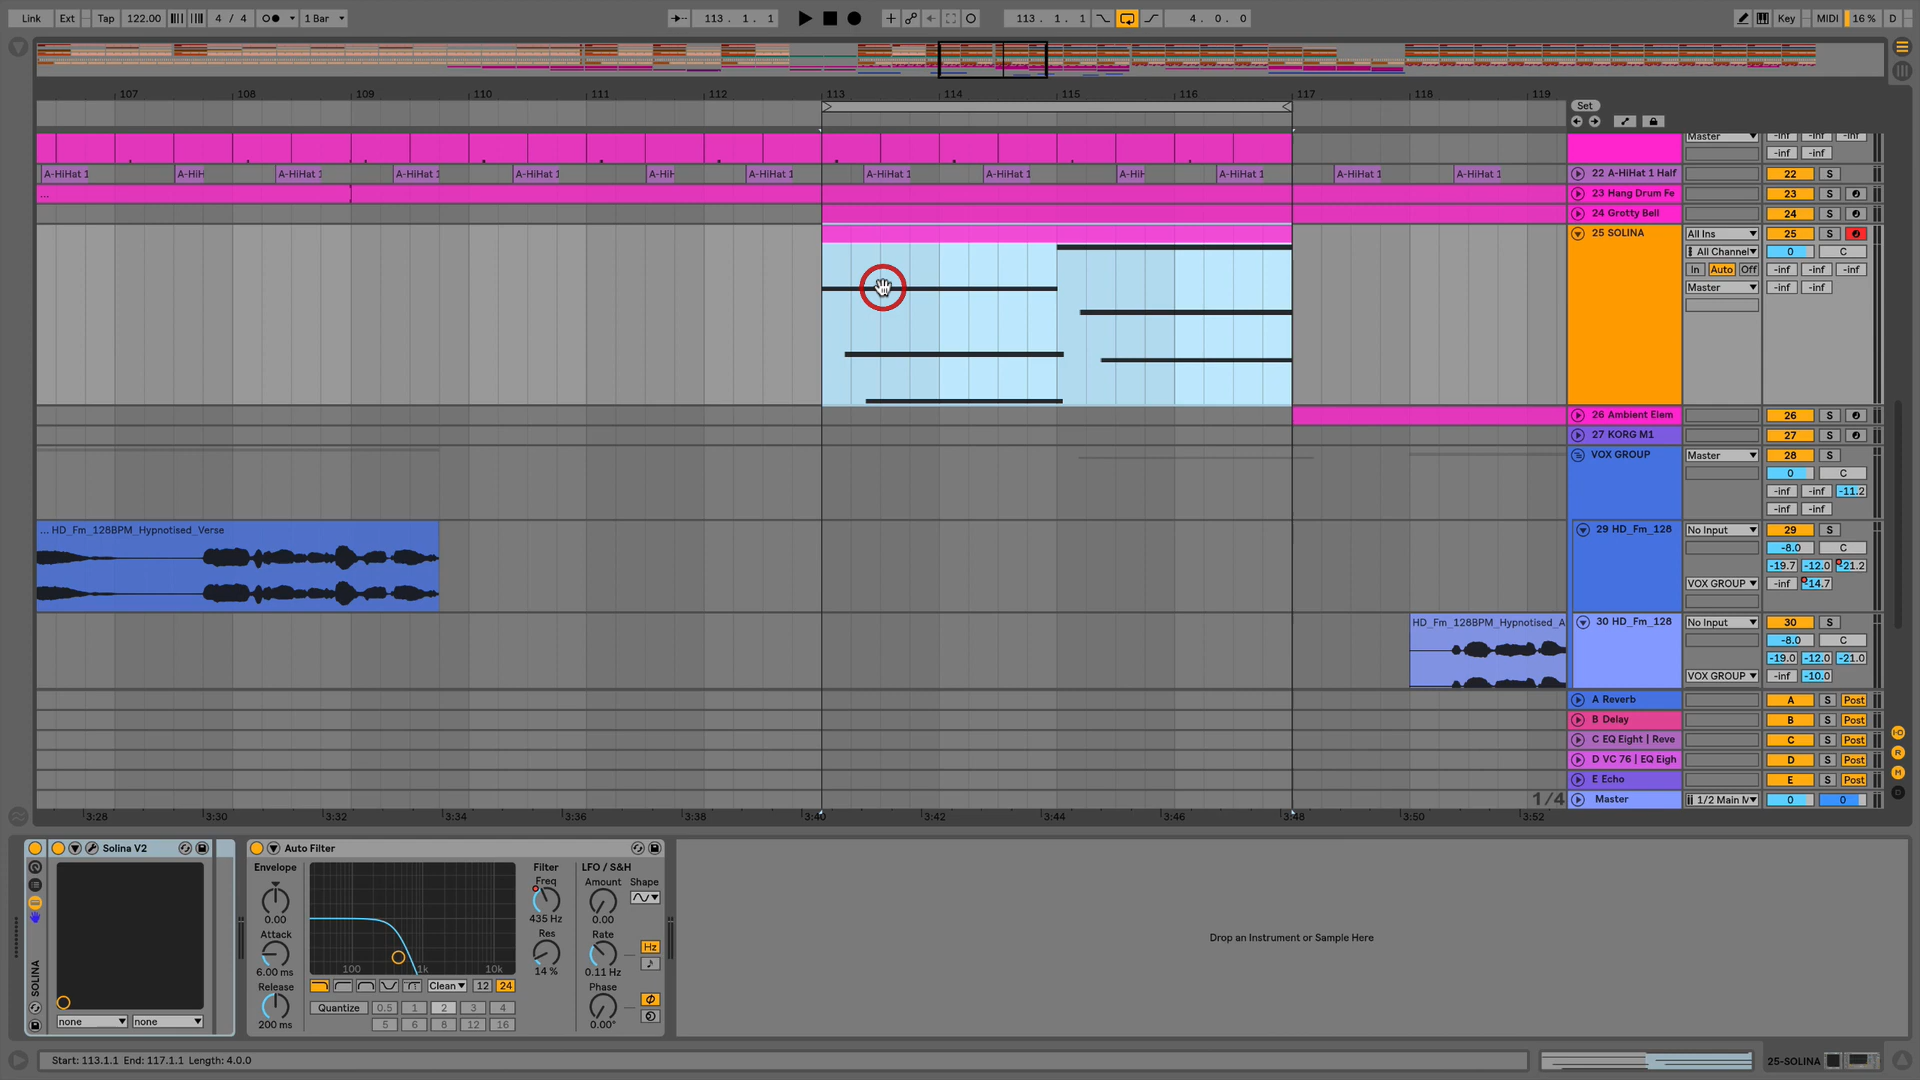 Link Ext Tap 122.00 4 / 4 1 Bar 113 . 1 . 1 113 . 1 . 1 4 . 0 . 0 Key MIDI 16 % D
107 108 109 110 111 112 113 114 115 116 117 118 119
Set
Master -inf -inf -inf
-inf -inf
A-HiHat 1 A-HiH A-HiHat 1 A-HiHat 1 A-HiHat 1 A-HiH A-HiHat 1 A-HiHat 1 A-HiHat 1 A-HiH A-HiHat 1 A-HiHat 1 A-HiHat 1 22 A-HiHat 1 Half 22 S
... 23 Hang Drum Fe 23 S
24 Grotty Bell 24 S
25 SOLINA All Ins 25 S
All Channel 0 C
In Auto Off -inf -inf -inf
Master -inf -inf
26 Ambient Elem 26 S
27 KORG M1 27 S
VOX GROUP Master 28 S
0 C
-inf -inf -11.2
-inf -inf
... HD_Fm_128BPM_Hypnotised_Verse 29 HD_Fm_128 No Input 29 S
-8.0 C
-19.7 -12.0 -21.2
VOX GROUP -inf -14.7
HD_Fm_128BPM_Hypnotised_A 30 HD_Fm_128 No Input 30 S
-8.0 C
-19.0 -12.0 -21.0
VOX GROUP -inf -10.0
A Reverb A S Post
B Delay B S Post
C EQ Eight | Reve C S Post
D VC 76 | EQ Eigh D S Post
E Echo E S Post
1/4 Master 1/2 Main M 0 0
3:28 3:30 3:32 3:34 3:36 3:38 3:40 3:42 3:44 3:46 3:48 3:50 3:52
Solina V2 Auto Filter
Envelope Filter LFO / S&H
Freq Amount Shape
0.00 435 Hz 0.00
Attack Res Rate Hz
6.00 ms 100 1k 10k 14 % 0.11 Hz
Release Clean 12 24 Phase
Quantize 0.5 1 2 3 4
none none 200 ms 5 6 8 12 16 0.00°
SOLINA
Drop an Instrument or Sample Here
Start: 113.1.1 End: 117.1.1 Length: 4.0.0 25-SOLINA